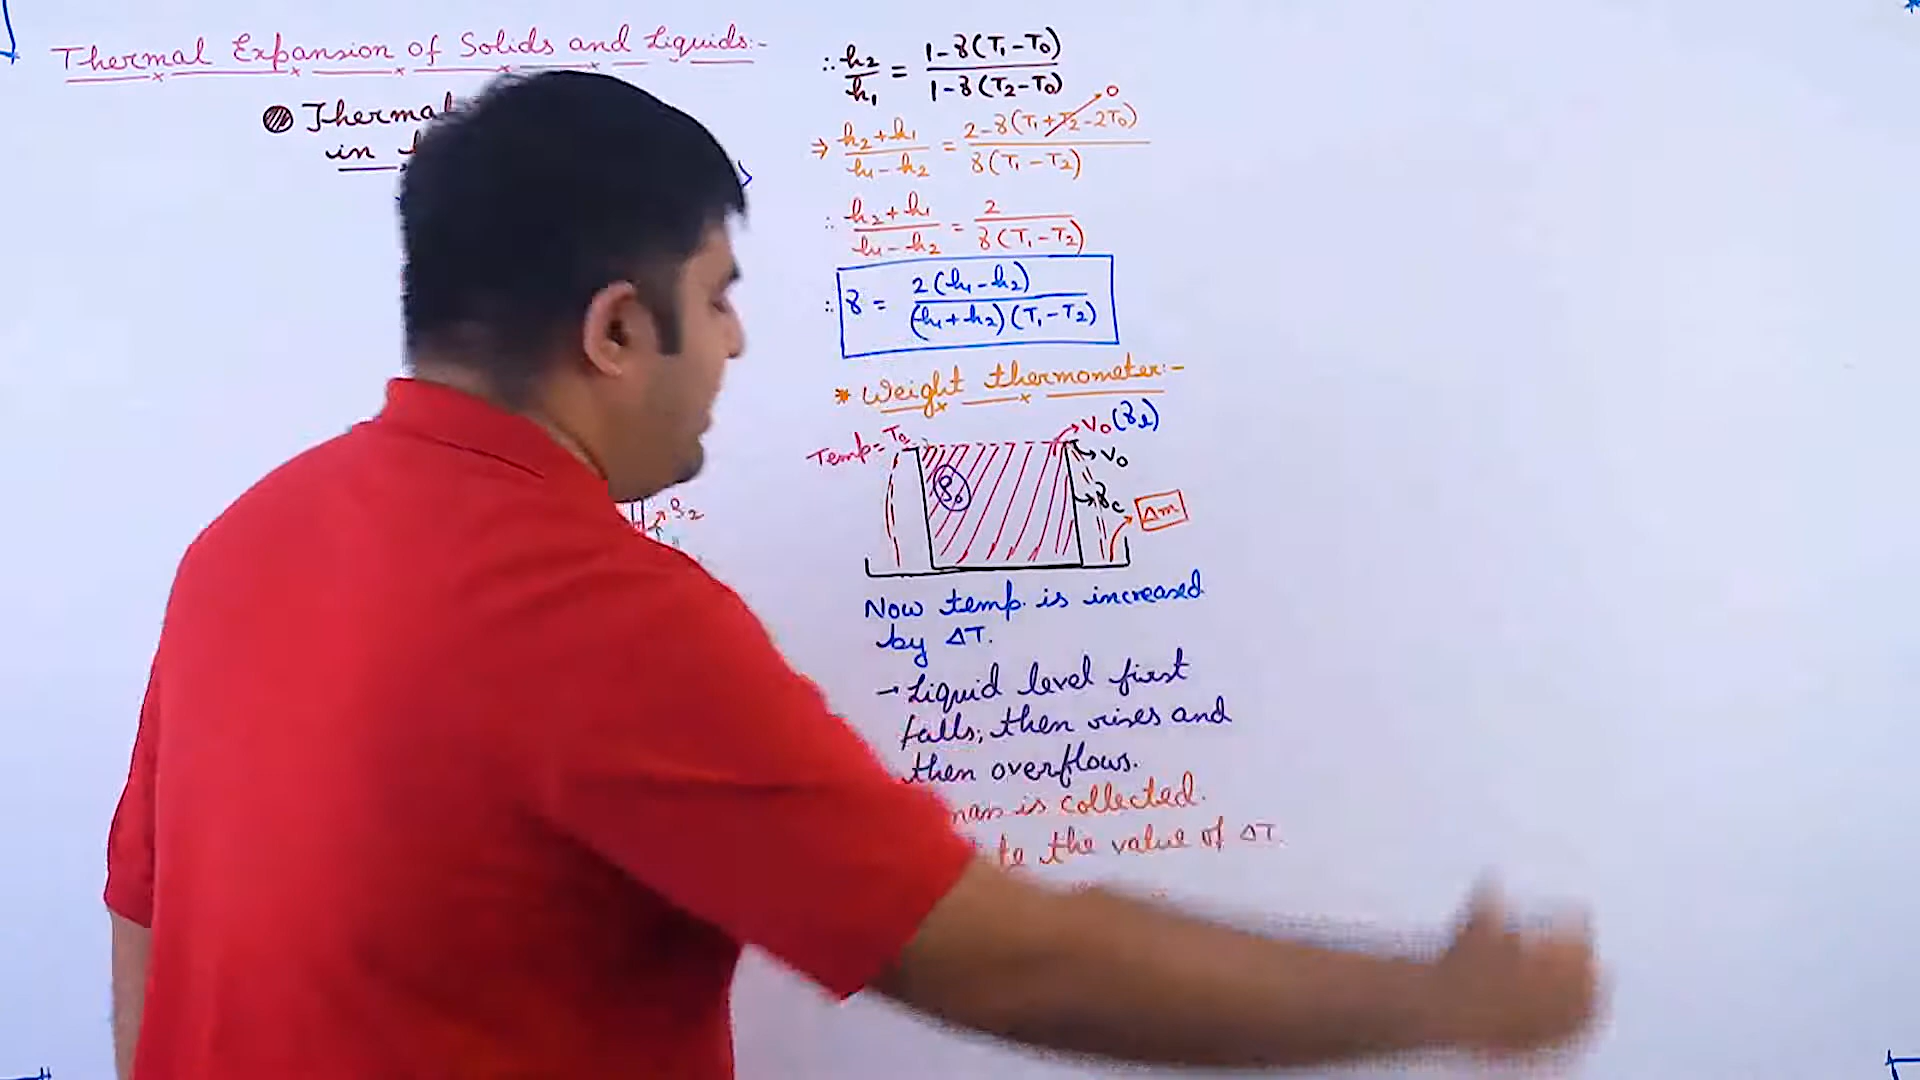 Thermal Expansion of Solids and Liquids:-
Thermal
in
ρ2
∴ h2/h1 = 1-γ(T1-T0) / 1-γ(T2-T0)
⇒ h2+h1 / h1-h2 = 2-γ(T1+T2-2T0) / γ(T1-T2) → 0
∴ h2+h1 / h1-h2 = 2 / γ(T1-T2)
∴ γ = 2(h1-h2) / (h1+h2)(T1-T2)
* Weight thermometer:-
V0(γl)
Temp = T0
V0
ρ0
γc
Δm
Now temp. is increased
by ΔT.
→ Liquid level first
falls, then rises and
then overflows.
mass is collected.
the value of ΔT.